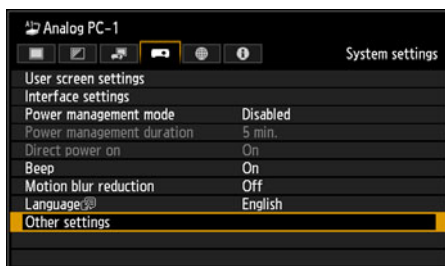 Analog PC-1
System settings
User screen settings
Interface settings
Power management mode Disabled
Power management duration 5 min.
Direct power on On
Beep On
Motion blur reduction Off
Language English
Other settings